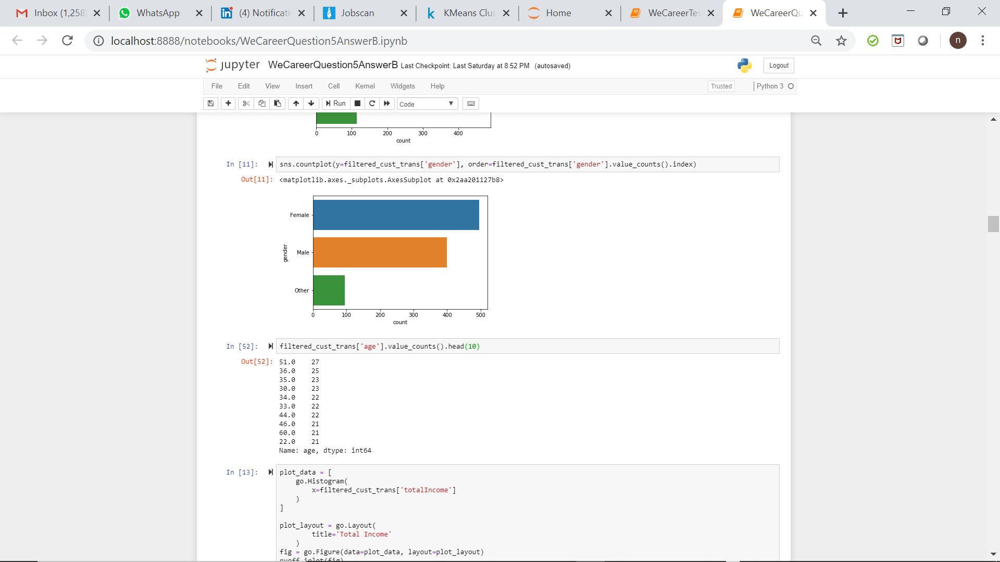 Inbox (1,258
WhatsApp
(4) Notificati
Jobscan
KMeans Clus
Home
WeCareerTes
WeCareerQu
localhost:8888/notebooks/WeCareerQuestion5AnswerB.ipynb
n
jupyter WeCareerQuestion5AnswerB Last Checkpoint: Last Saturday at 8:52 PM (autosaved)
Logout
File Edit View Insert Cell Kernel Widgets Help
Trusted
Python 3
Run
Code
0 100 200 300 400
count
In [11]: sns.countplot(y=filtered_cust_trans['gender'], order=filtered_cust_trans['gender'].value_counts().index)
Out[11]: <matplotlib.axes._subplots.AxesSubplot at 0x2aa201127b8>
Female
gender
Male
Other
0 100 200 300 400 500
count
In [52]: filtered_cust_trans['age'].value_counts().head(10)
Out[52]: 51.0 27
36.0 25
35.0 23
30.0 23
34.0 22
33.0 22
44.0 22
46.0 21
60.0 21
22.0 21
Name: age, dtype: int64
In [13]: plot_data = [
go.Histogram(
x=filtered_cust_trans['totalIncome']
)
]
plot_layout = go.Layout(
title='Total Income'
)
fig = go.Figure(data=plot_data, layout=plot_layout)
pyoff.iplot(fig)